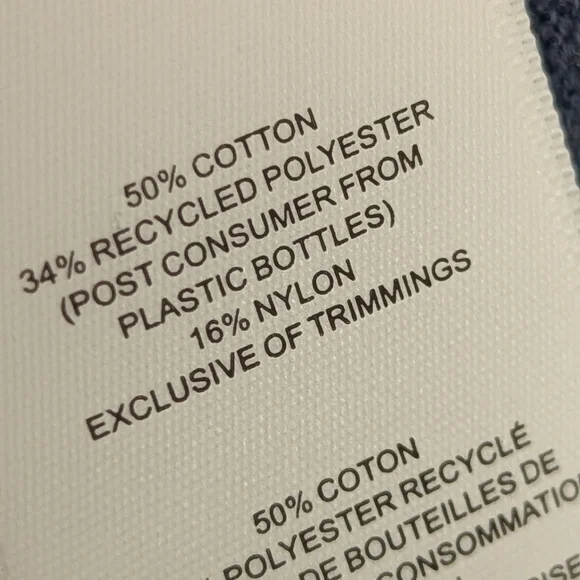 50% COTTON
34% RECYCLED POLYESTER
(POST CONSUMER FROM
PLASTIC BOTTLES)
16% NYLON
EXCLUSIVE OF TRIMMINGS
50% COTON
POLYESTER RECYCLÉ
DE BOUTEILLES DE